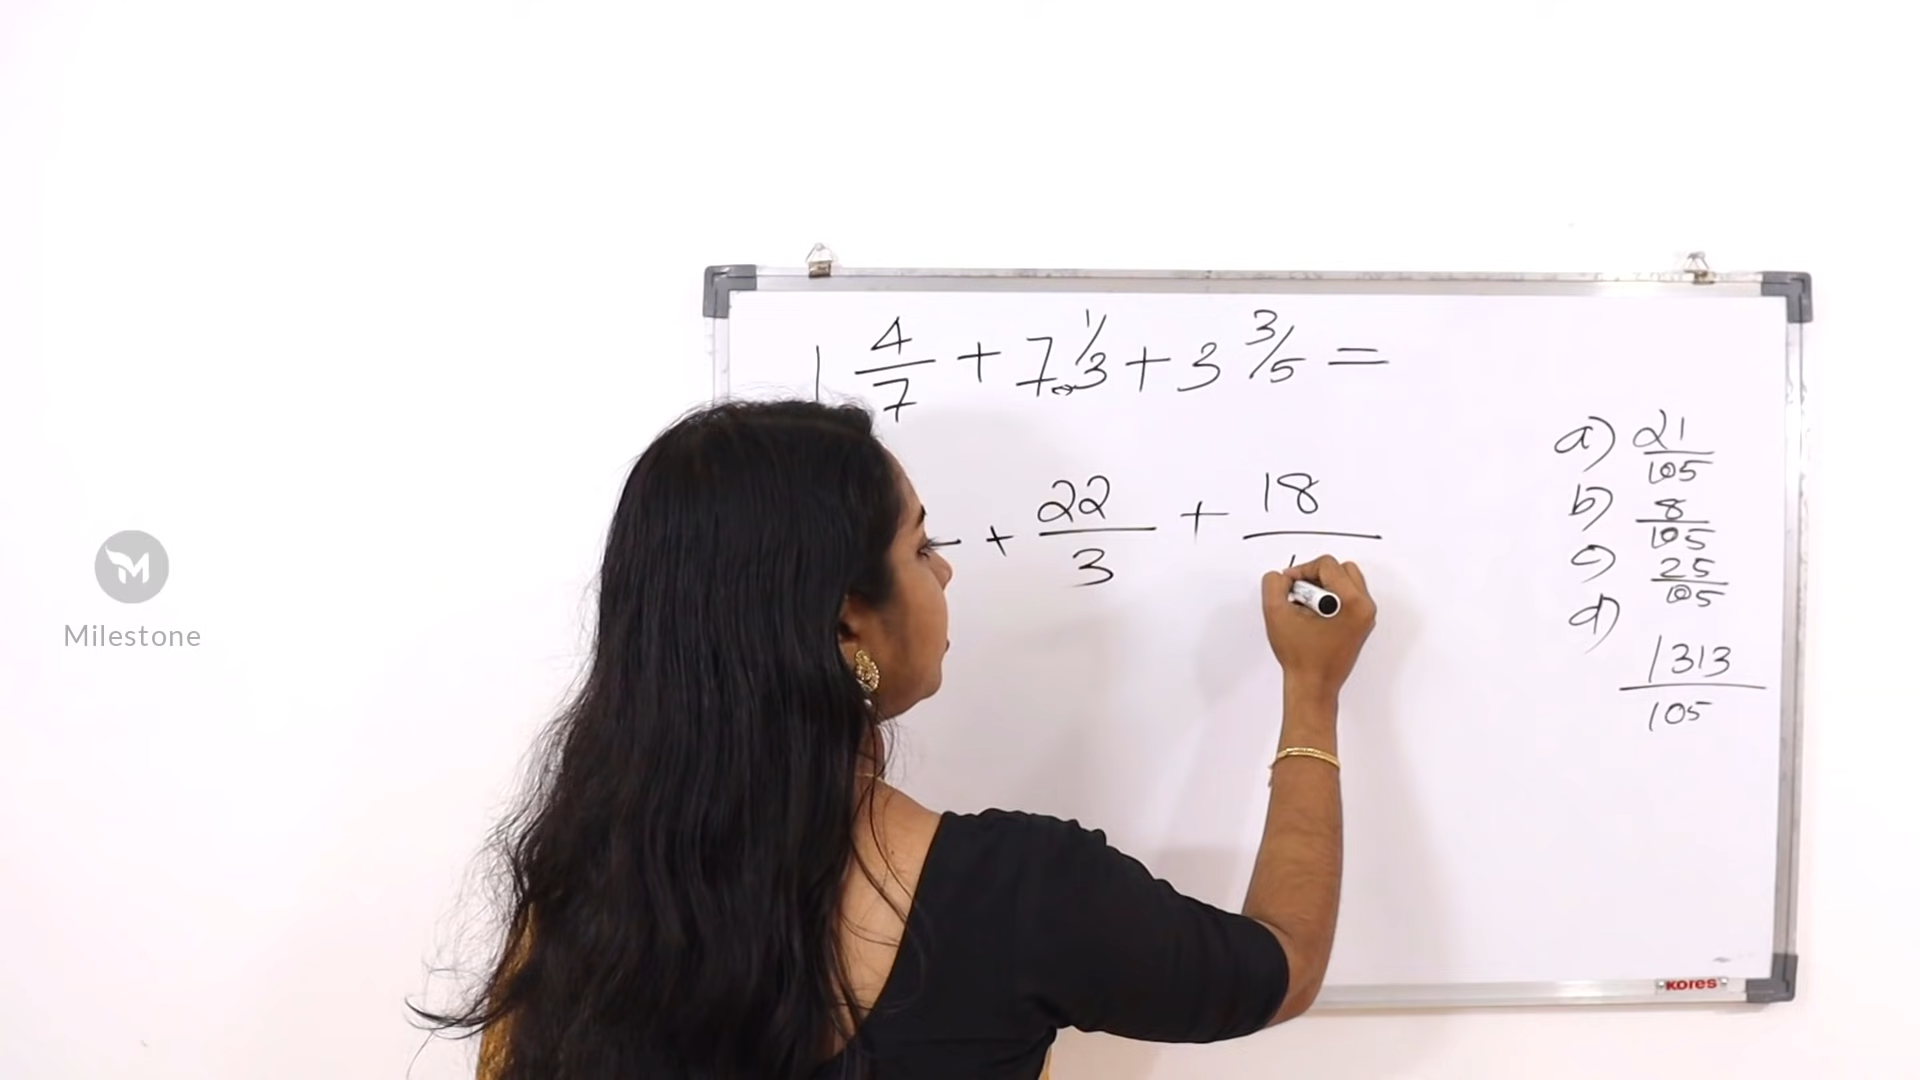 1 4/7 + 7 1/3 + 3 3/5 =
+ 22/3 + 18/
a) 21/105
b) 8/105
c) 25/105
d) 1313/105
KORES
Milestone